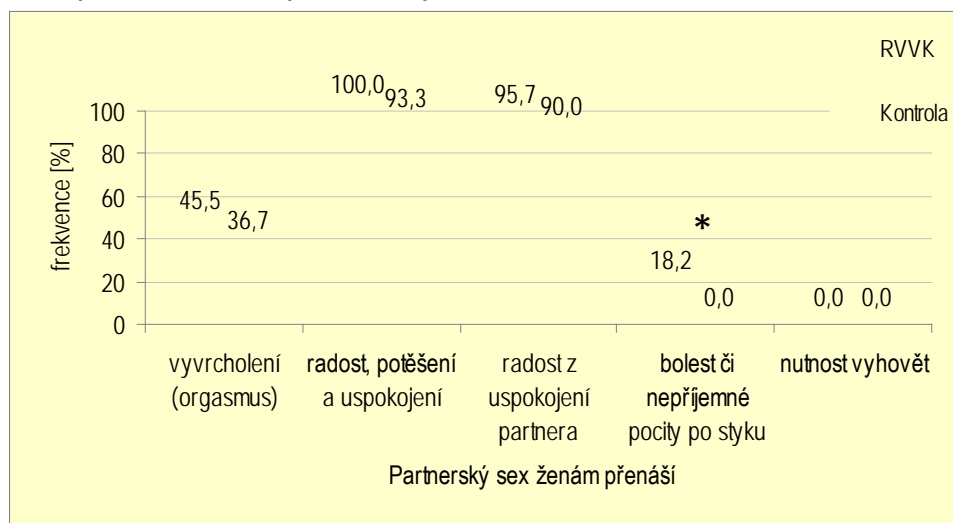 RVVK
Kontrola
frekvence [%]
100
80
60
40
20
0
45,5
36,7
100,0
93,3
95,7
90,0
*
18,2
0,0
0,0
0,0
vyvrcholení
(orgasmus)
radost, potěšení
a uspokojení
radost z
uspokojení
partnera
bolest či
nepříjemné
pocity po styku
nutnost vyhovět
Partnerský sex ženám přenáší